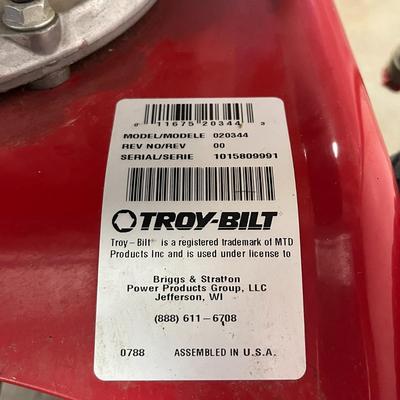 0 11675 20344 3
MODEL/MODELE 020344
REV NO/REV 00
SERIAL/SERIE 1015809991
TROY-BILT®
Troy-Bilt® is a registered trademark of MTD
Products Inc and is used under license to
Briggs & Stratton
Power Products Group, LLC
Jefferson, WI
(888) 611-6708
0788 ASSEMBLED IN U.S.A.